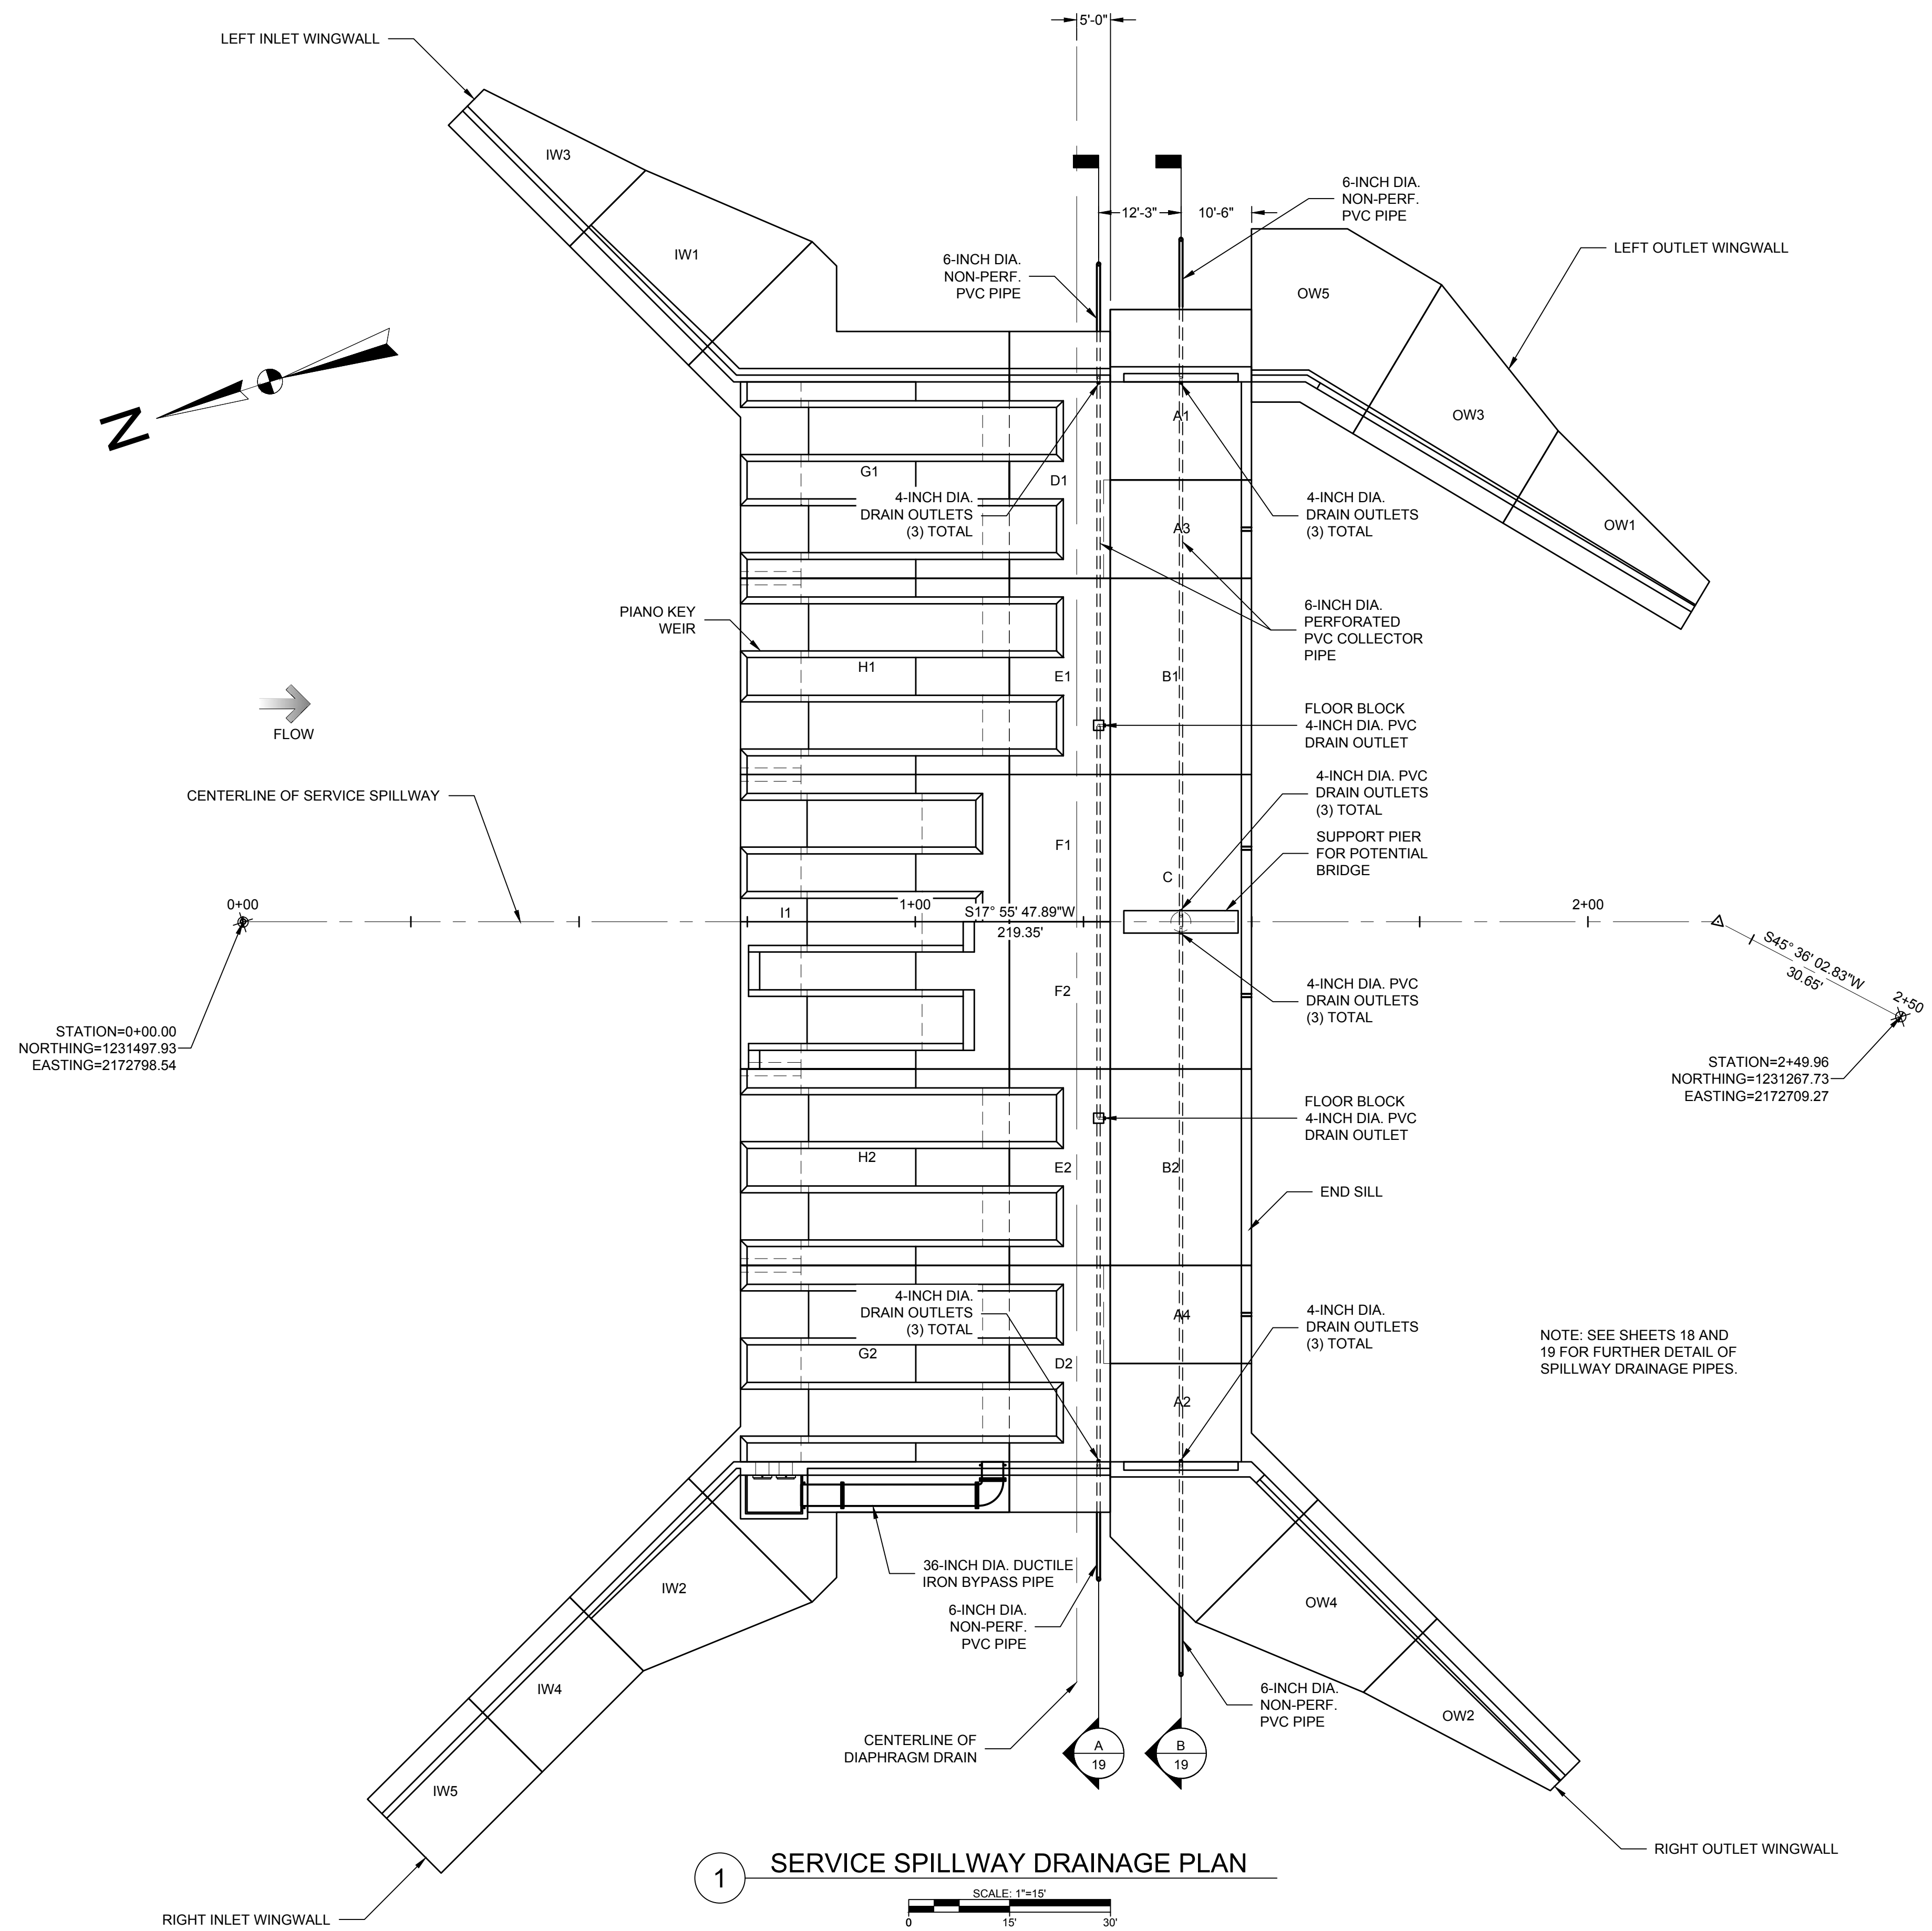 5'-0"
LEFT INLET WINGWALL
IW3
6-INCH DIA.
NON-PERF.
PVC PIPE
12'-3"
10'-6"
IW1
6-INCH DIA.
NON-PERF.
PVC PIPE
LEFT OUTLET WINGWALL
OW5
N
A1
OW3
G1
D1
4-INCH DIA.
DRAIN OUTLETS
(3) TOTAL
4-INCH DIA.
DRAIN OUTLETS
(3) TOTAL
A3
OW1
PIANO KEY
WEIR
6-INCH DIA.
PERFORATED
PVC COLLECTOR
PIPE
H1
E1
B1
FLOW
FLOOR BLOCK
4-INCH DIA. PVC
DRAIN OUTLET
CENTERLINE OF SERVICE SPILLWAY
4-INCH DIA. PVC
DRAIN OUTLETS
(3) TOTAL
F1
SUPPORT PIER
FOR POTENTIAL
BRIDGE
C
0+00
I1
1+00
S17° 55' 47.89"W
219.35'
2+00
S45° 36' 02.83"W
30.65'
2+50
F2
4-INCH DIA. PVC
DRAIN OUTLETS
(3) TOTAL
STATION=0+00.00
NORTHING=1231497.93
EASTING=2172798.54
STATION=2+49.96
NORTHING=1231267.73
EASTING=2172709.27
FLOOR BLOCK
4-INCH DIA. PVC
DRAIN OUTLET
H2
E2
B2
END SILL
4-INCH DIA.
DRAIN OUTLETS
(3) TOTAL
A4
4-INCH DIA.
DRAIN OUTLETS
(3) TOTAL
G2
D2
NOTE: SEE SHEETS 18 AND
19 FOR FURTHER DETAIL OF
SPILLWAY DRAINAGE PIPES.
A2
36-INCH DIA. DUCTILE
IRON BYPASS PIPE
IW2
OW4
6-INCH DIA.
NON-PERF.
PVC PIPE
IW4
6-INCH DIA.
NON-PERF.
PVC PIPE
OW2
CENTERLINE OF
DIAPHRAGM DRAIN
A
19
B
19
IW5
RIGHT OUTLET WINGWALL
1
SERVICE SPILLWAY DRAINAGE PLAN
SCALE: 1"=15'
0 15' 30'
RIGHT INLET WINGWALL